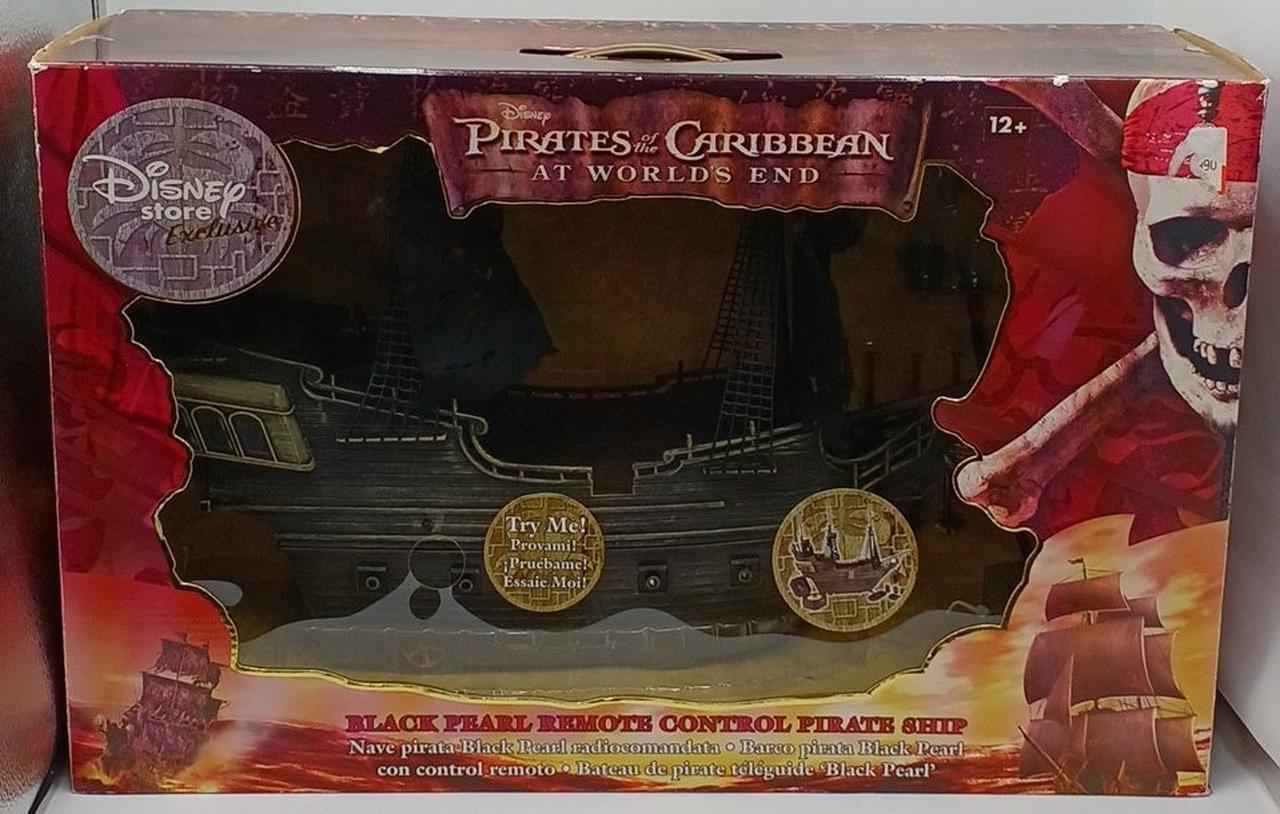 Disney
PIRATES of the CARIBBEAN
AT WORLD'S END
12+
Disney
store
Exclusive
90
Try Me!
Provami!
¡Pruébame!
Essaie Moi!
BLACK PEARL REMOTE CONTROL PIRATE SHIP
Nave pirata Black Pearl radiocomandata • Barco pirata Black Pearl
con control remoto • Bateau de pirate téléguide 'Black Pearl'